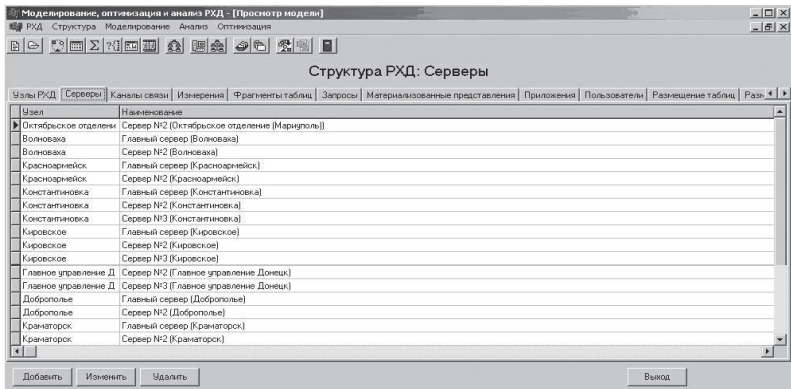 Моделирование, оптимизация и анализ РХД - [Просмотр модели]
РХД Структура Моделирование Анализ Оптимизация
Структура РХД: Серверы
Узлы РХД Серверы Каналы связи Измерения Фрагменты таблиц Запросы Материализованные представления Приложения Пользователи Размещение таблиц Разм
Узел Наименование
Октябрьское отделени Сервер №2 (Октябрьское отделение (Мариуполь))
Волноваха Главный сервер (Волноваха)
Волноваха Сервер №2 (Волноваха)
Красноармейск Главный сервер (Красноармейск)
Красноармейск Сервер №2 (Красноармейск)
Константиновка Главный сервер (Константиновка)
Константиновка Сервер №2 (Константиновка)
Константиновка Сервер №3 (Константиновка)
Кировское Главный сервер (Кировское)
Кировское Сервер №2 (Кировское)
Кировское Сервер №3 (Кировское)
Главное управление Д Сервер №2 (Главное управление Донецк)
Главное управление Д Сервер №3 (Главное управление Донецк)
Доброполье Главный сервер (Доброполье)
Доброполье Сервер №2 (Доброполье)
Краматорск Главный сервер (Краматорск)
Краматорск Сервер №2 (Краматорск)
Добавить Изменить Удалить Выход